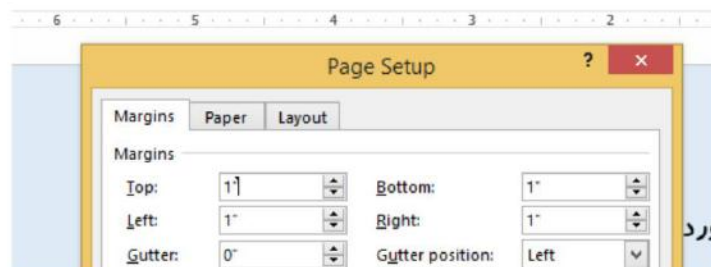 6 5 4 3 2
Page Setup ?
Margins Paper Layout
Margins
Top: 1" Bottom: 1"
Left: 1" Right: 1"
Gutter: 0" Gutter position: Left